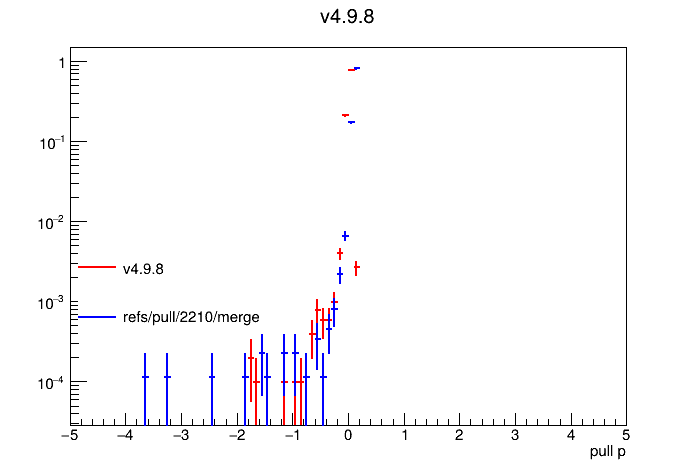 v4.9.8
1
10⁻¹
10⁻²
v4.9.8
10⁻³
refs/pull/2210/merge
10⁻⁴
−5 −4 −3 −2 −1 0 1 2 3 4 5
pull p